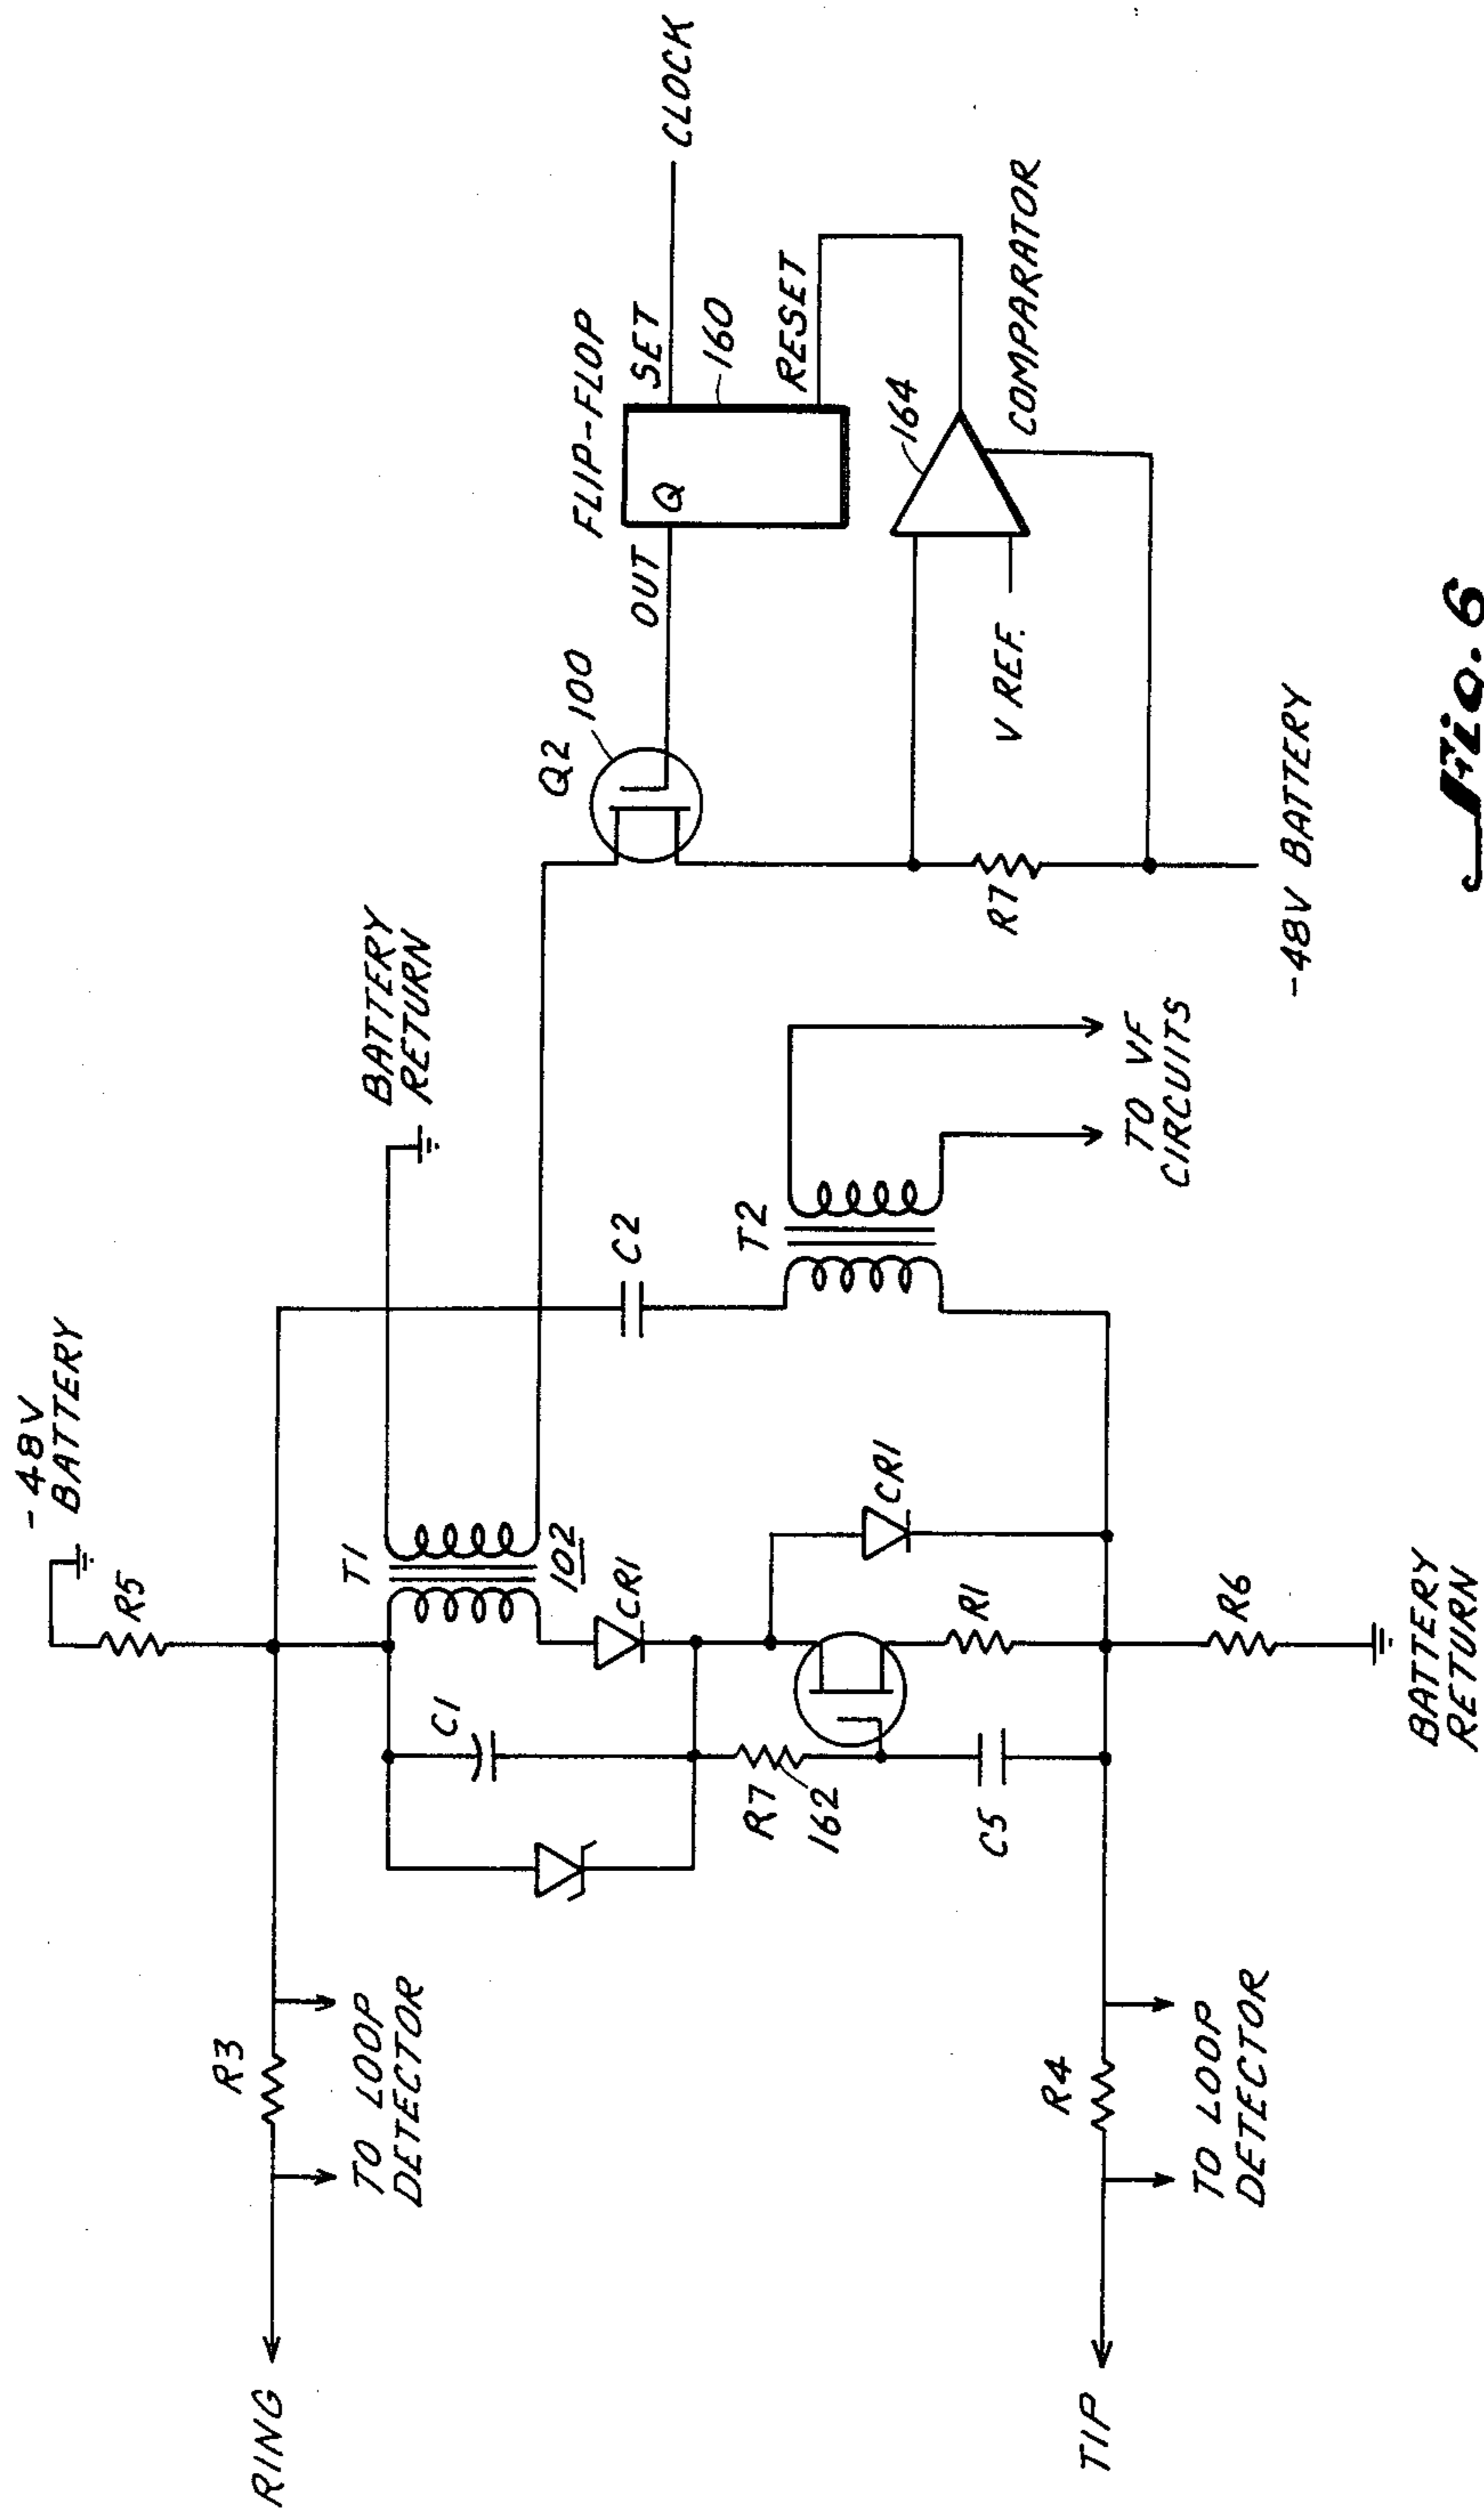 -48V
BATTERY
R5
RING
R3
TO LOOP
DETECTOR
C1
T1
102
CR1
BATTERY
RETURN
C2
T2
TO VF
CIRCUITS
Q2
100
OUT
Q
FLIP-FLOP
SET
CLOCK
160
RESET
164
COMPARATOR
V REF.
R7
-48V BATTERY
R7
162
C5
CR1
R1
TIP
R4
TO LOOP
DETECTOR
R6
BATTERY
RETURN
Fig. 6